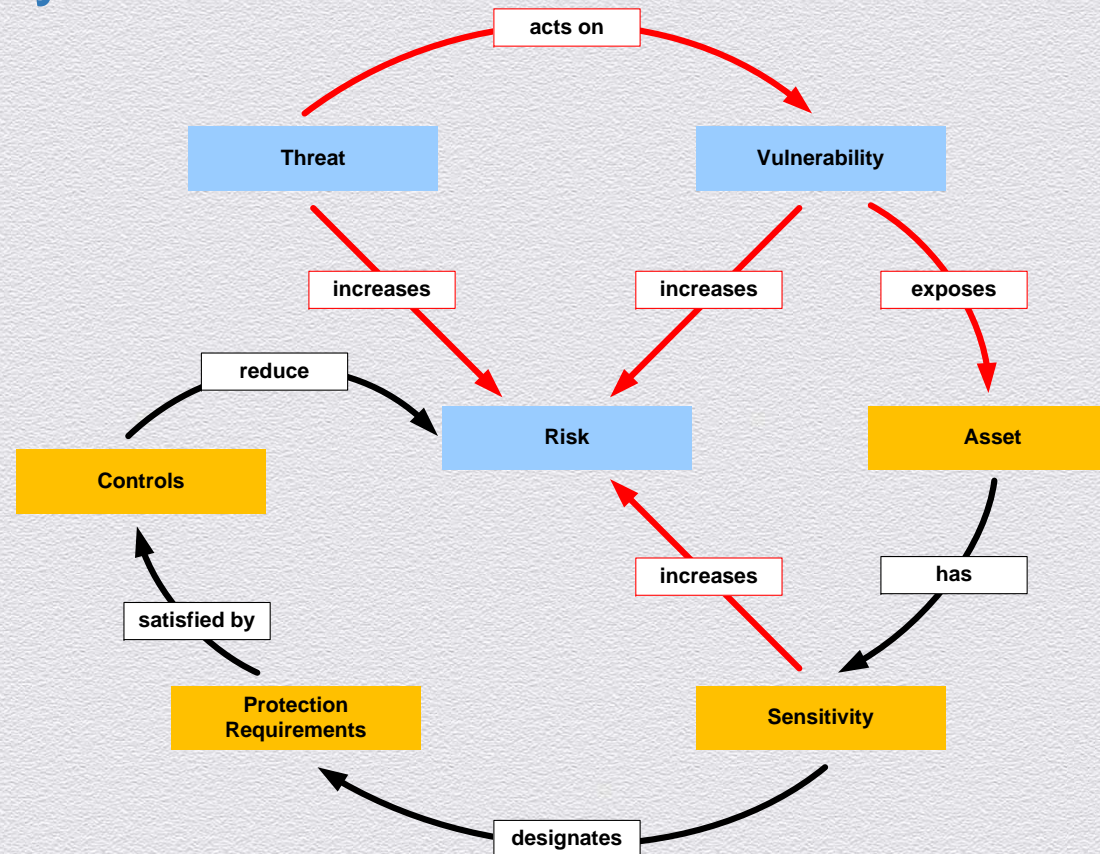 acts on
Threat
Vulnerability
increases
increases
exposes
reduce
Risk
Asset
Controls
increases
has
satisfied by
Protection
Requirements
Sensitivity
designates